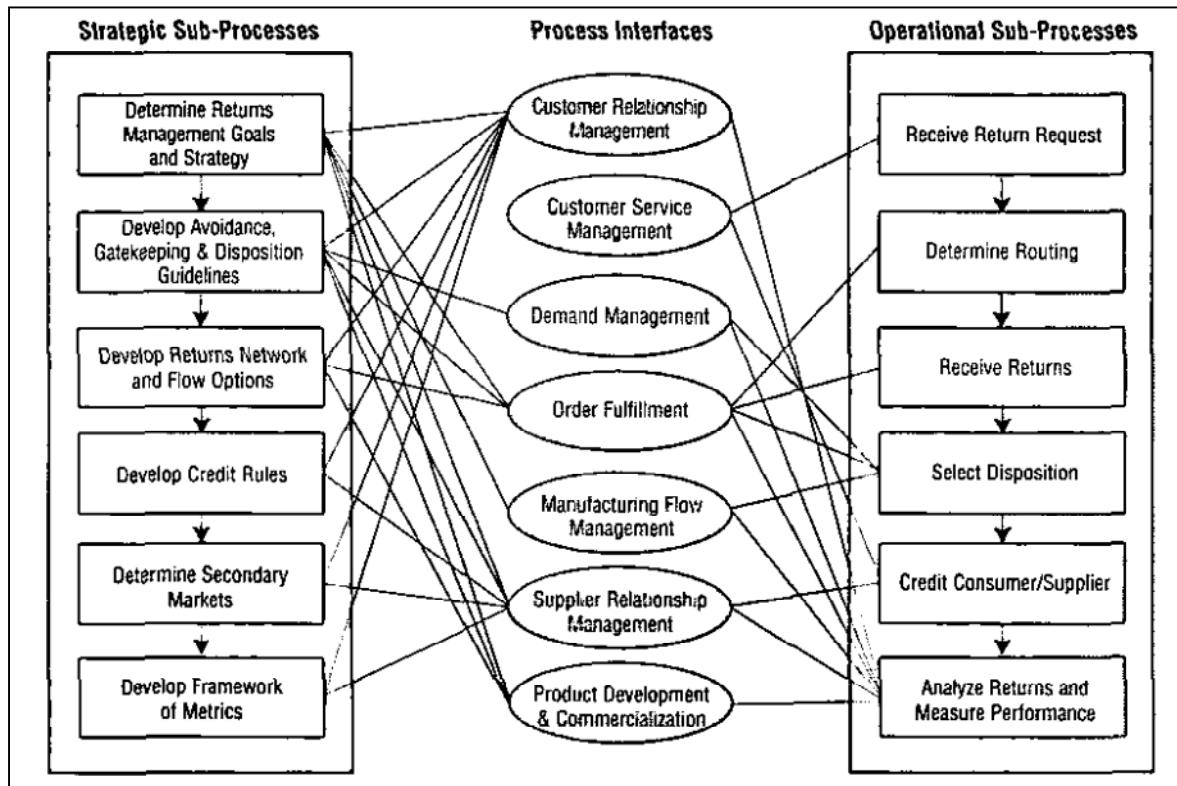 Strategic Sub-Processes
Process Interfaces
Operational Sub-Processes
Determine Returns
Management Goals
and Strategy
Develop Avoidance,
Gatekeeping & Disposition
Guidelines
Develop Returns Network
and Flow Options
Develop Credit Rules
Determine Secondary
Markets
Develop Framework
of Metrics
Customer Relationship
Management
Customer Service
Management
Demand Management
Order Fulfillment
Manufacturing Flow
Management
Supplier Relationship
Management
Product Development
& Commercialization
Receive Return Request
Determine Routing
Receive Returns
Select Disposition
Credit Consumer/Supplier
Analyze Returns and
Measure Performance